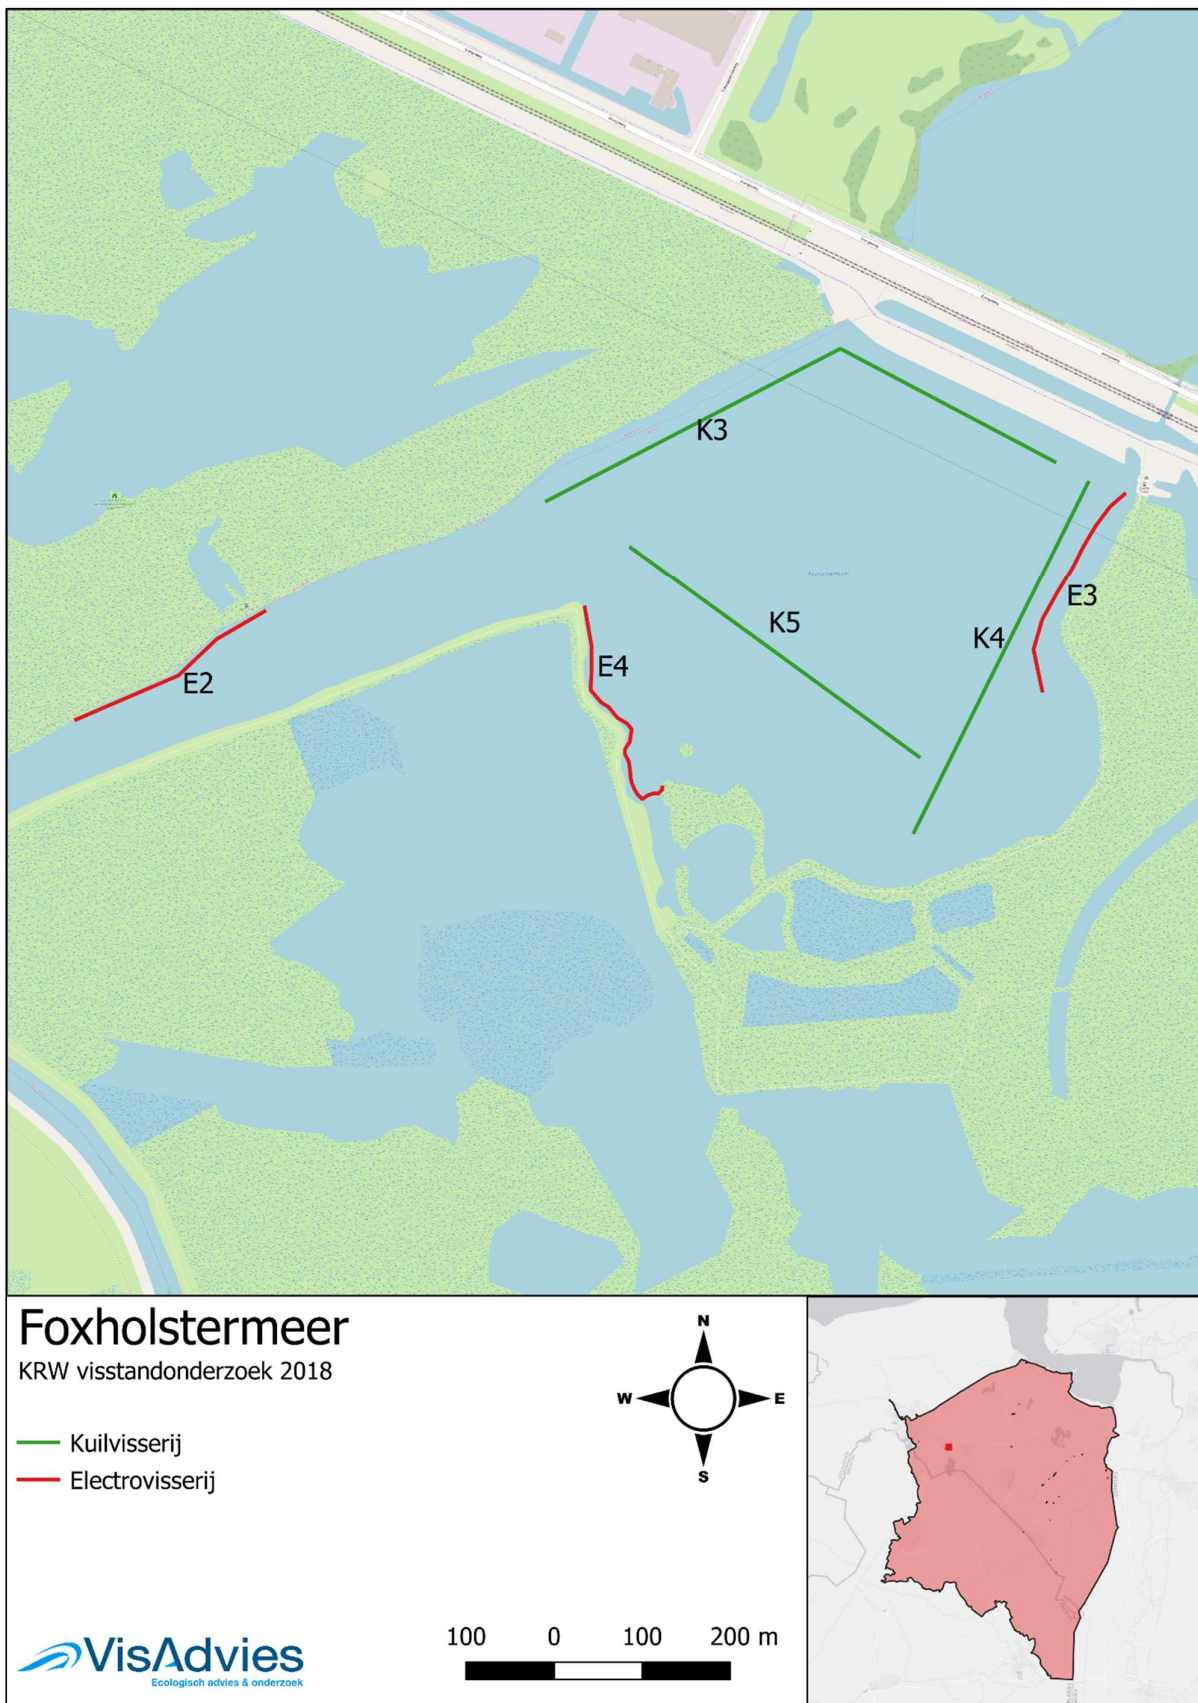 K3
K5
K4
E3
E4
E2
Foxholstermeer
KRW visstandonderzoek 2018
Kuilvisserij
Electrovisserij
N
W E
S
VisAdvies
Ecologisch advies & onderzoek
100 0 100 200 m